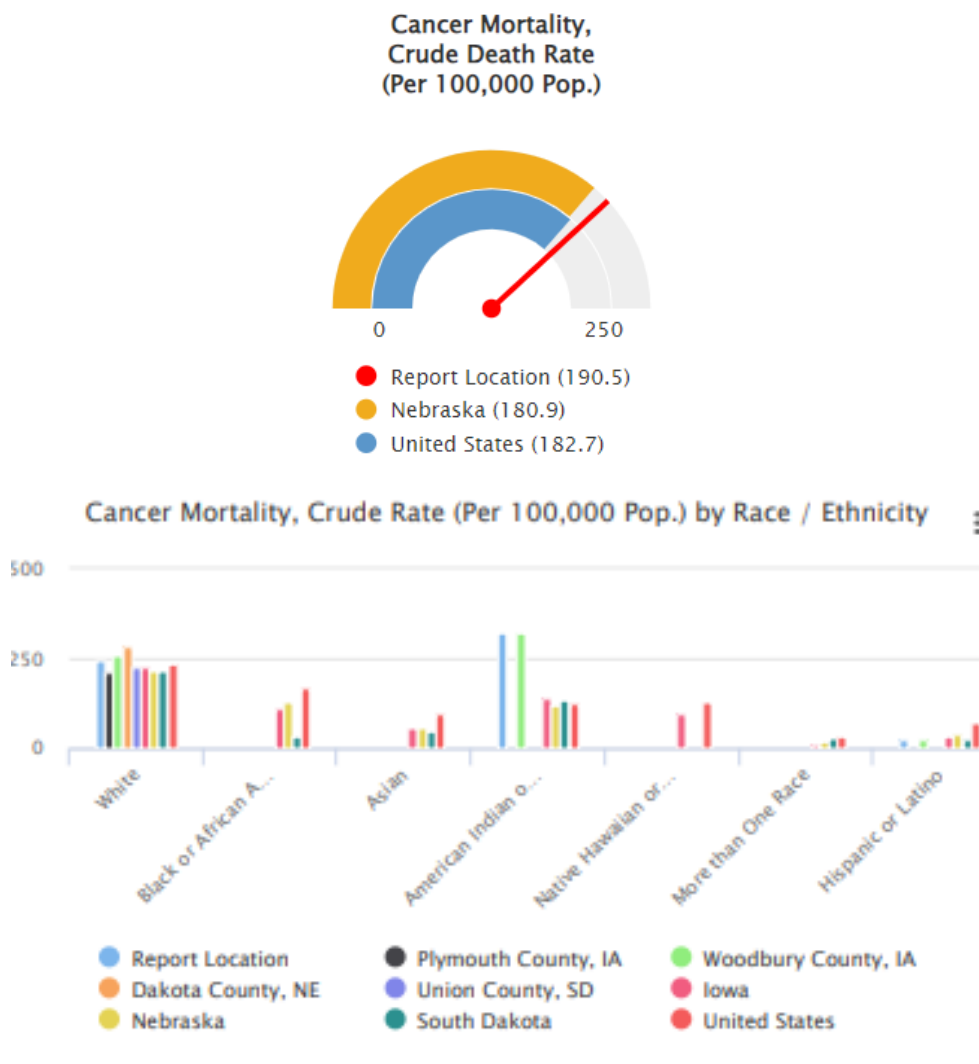 Cancer Mortality,
Crude Death Rate
(Per 100,000 Pop.)
0 250
Report Location (190.5)
Nebraska (180.9)
United States (182.7)
Cancer Mortality, Crude Rate (Per 100,000 Pop.) by Race / Ethnicity
500
250
0
White
Black or African A...
Asian
American Indian o...
Native Hawaiian or...
More than One Race
Hispanic or Latino
Report Location Plymouth County, IA Woodbury County, IA
Dakota County, NE Union County, SD Iowa
Nebraska South Dakota United States